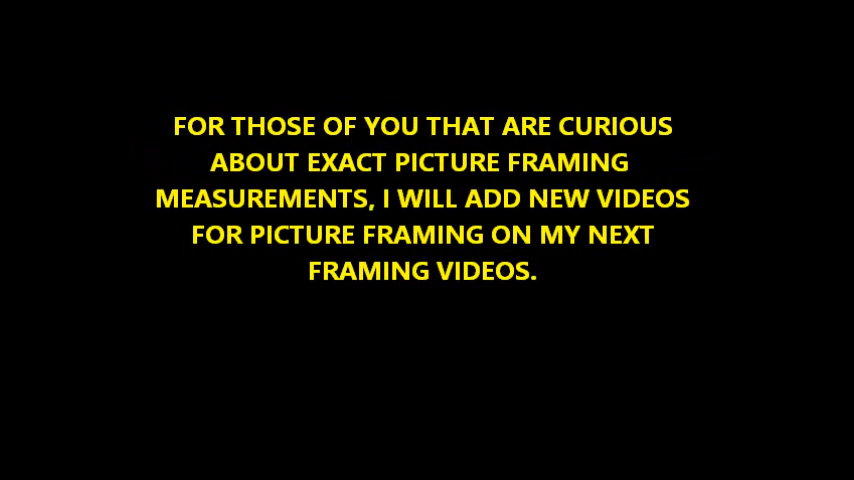 FOR THOSE OF YOU THAT ARE CURIOUS
ABOUT EXACT PICTURE FRAMING
MEASUREMENTS, I WILL ADD NEW VIDEOS
FOR PICTURE FRAMING ON MY NEXT
FRAMING VIDEOS.